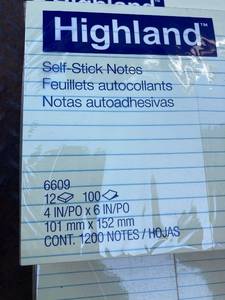 Highland
Highland™
Self-Stick Notes
Feuillets autocollants
Notas autoadhesivas
6609
12 100
4 IN/PO x 6 IN/PO
101 mm x 152 mm
CONT. 1200 NOTES / HOJAS